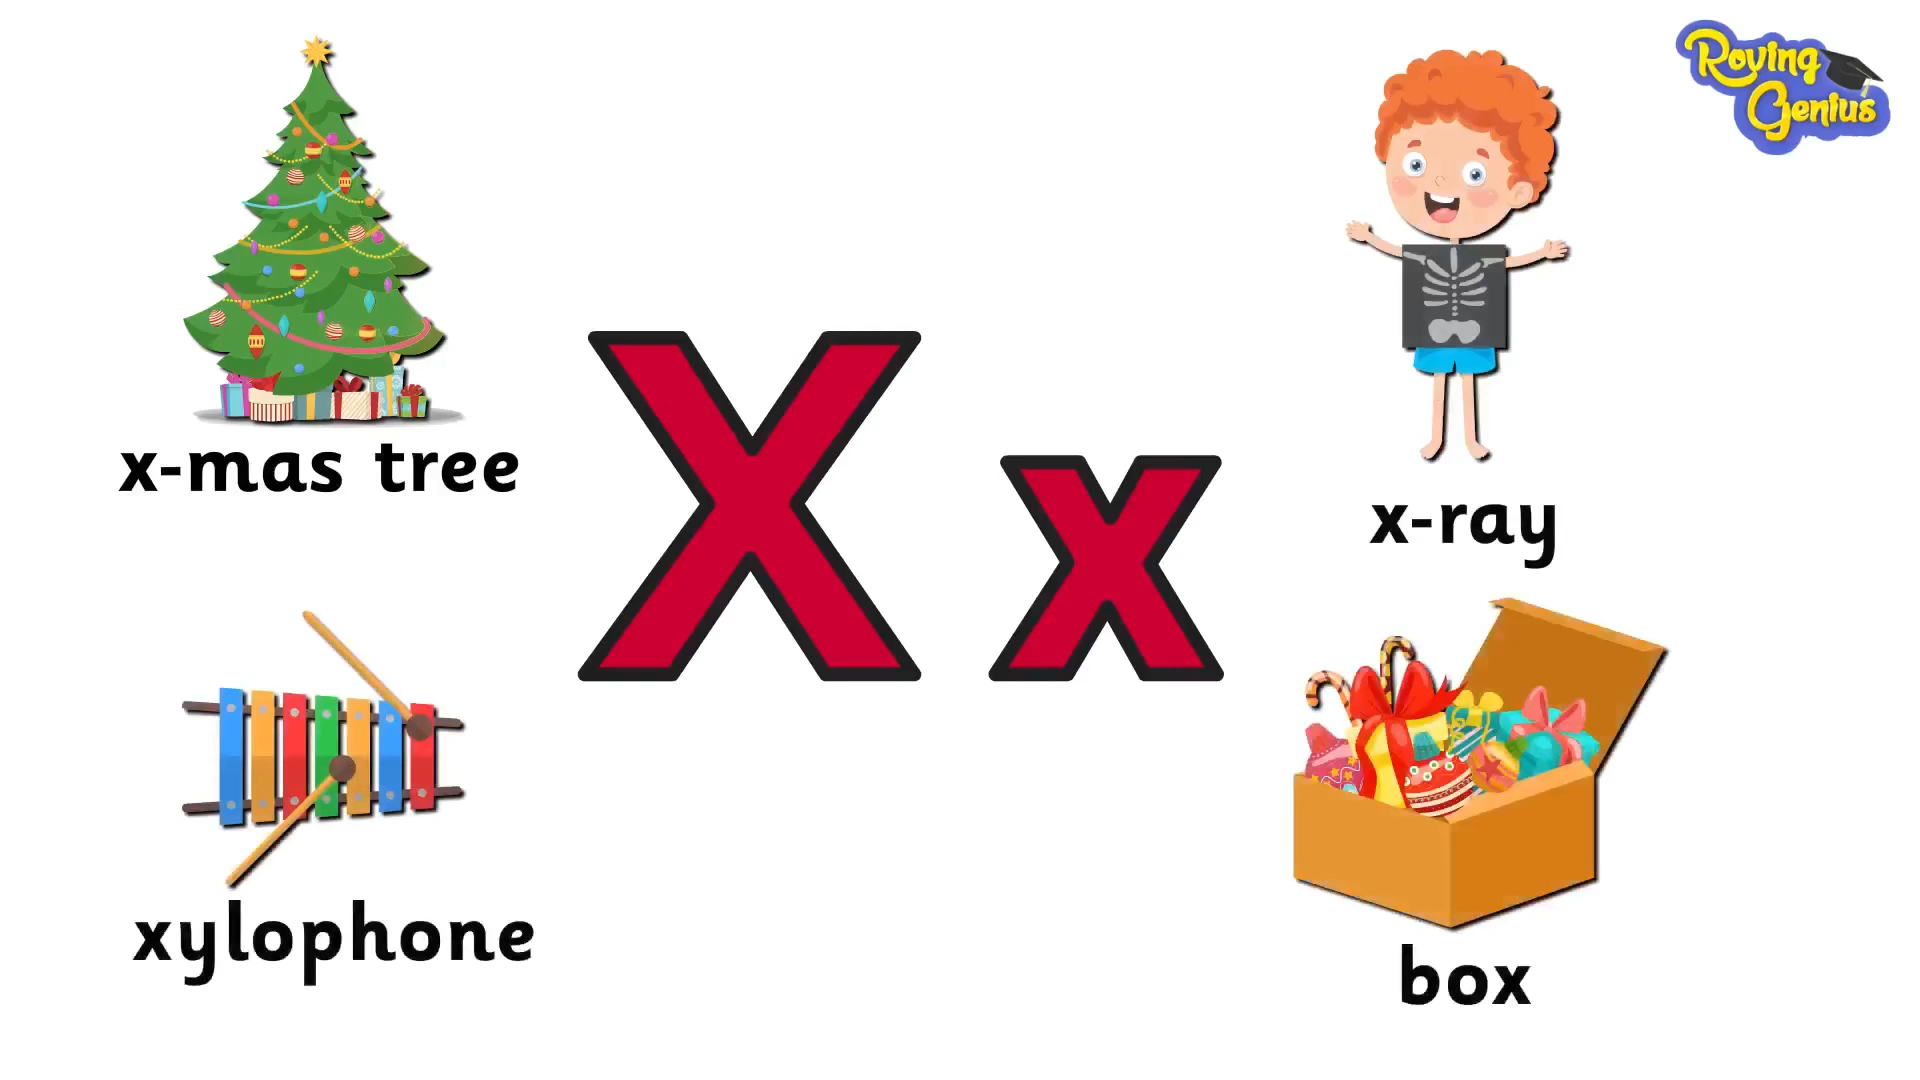 Roving
Genius
x-mas tree
X x
x-ray
xylophone
box